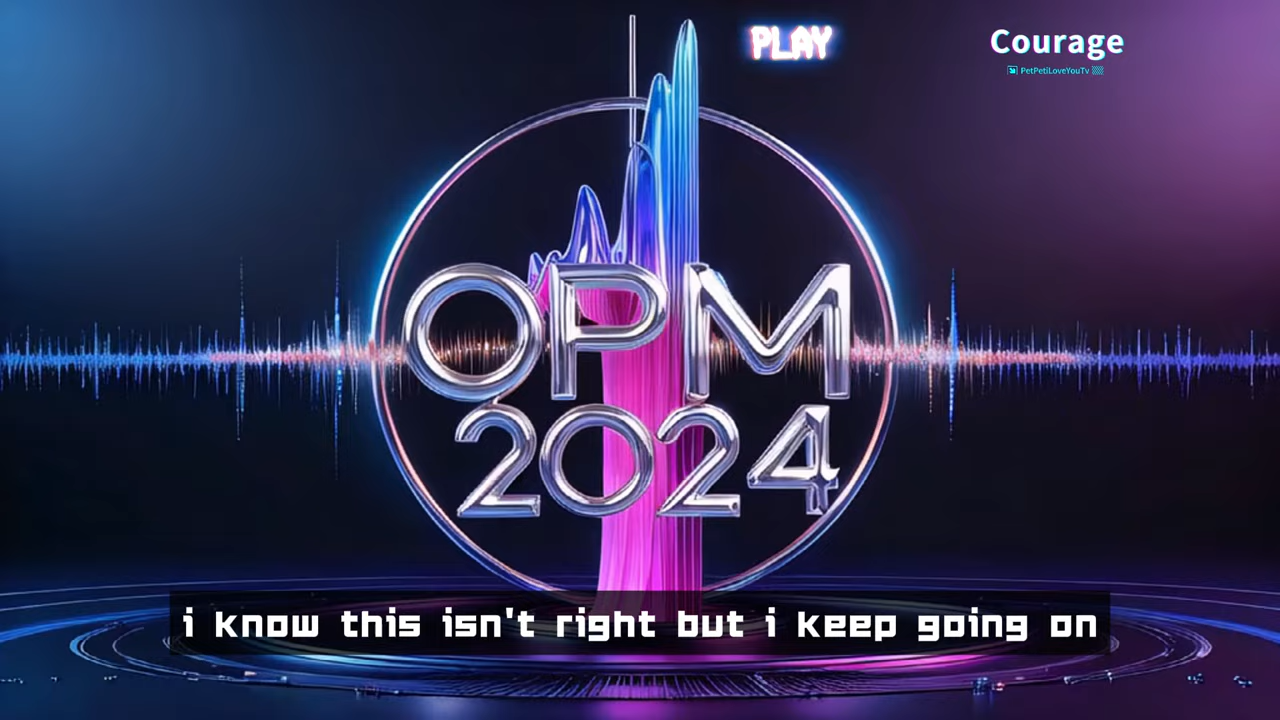 PLAY
Courage
PetPetiLoveYouTv
OPM
2024
i know this isn't right but i keep going on